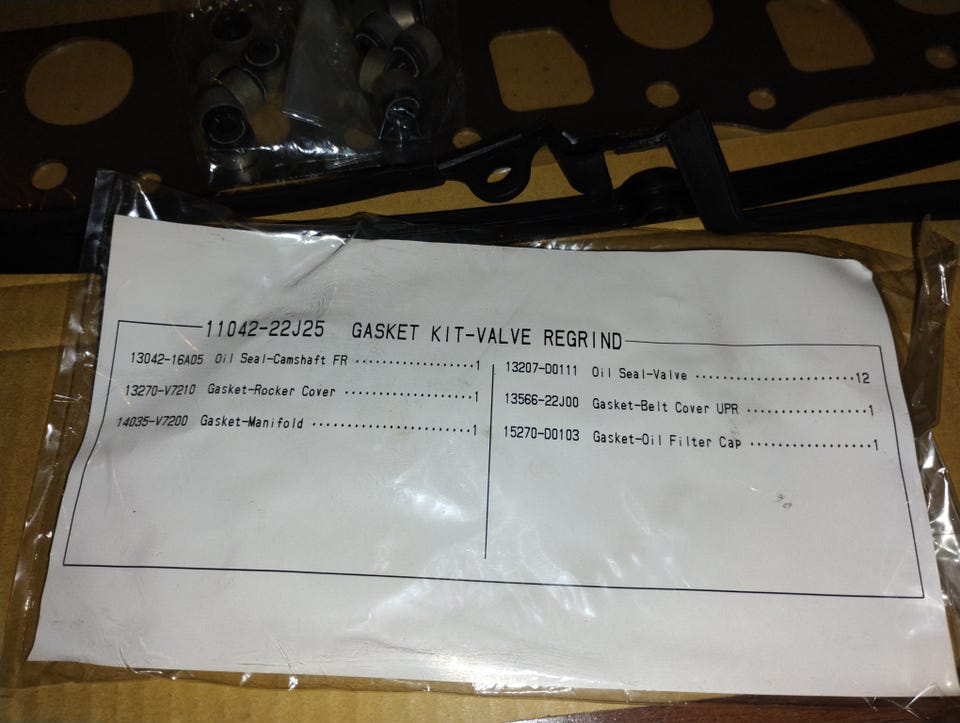 11042-22J25 GASKET KIT-VALVE REGRIND
13042-16A05 Oil Seal-Camshaft FR ....................1
13270-V7210 Gasket-Rocker Cover ......................1
14035-V7200 Gasket-Manifold ..........................1
13207-D0111 Oil Seal-Valve ..........................12
13566-22J00 Gasket-Belt Cover UPR ....................1
15270-D0103 Gasket-Oil Filter Cap ....................1